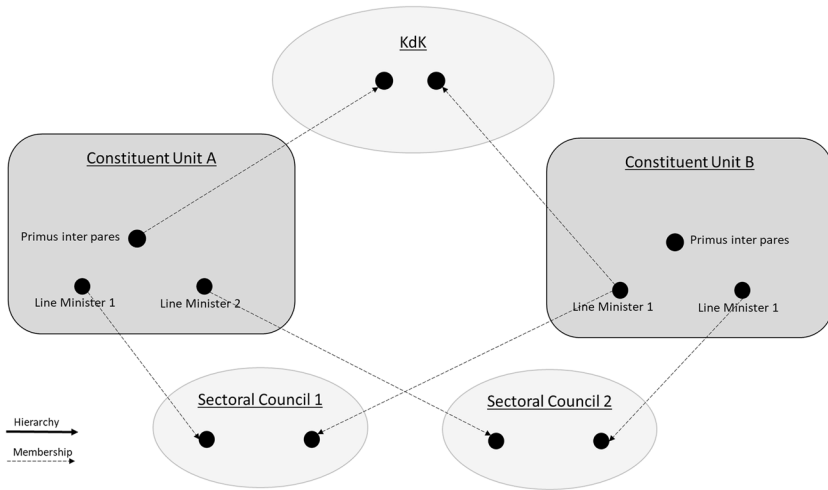 KdK
Constituent Unit A
Constituent Unit B
Primus inter pares
Primus inter pares
Line Minister 1
Line Minister 2
Line Minister 1
Line Minister 1
Sectoral Council 1
Sectoral Council 2
Hierarchy
Membership